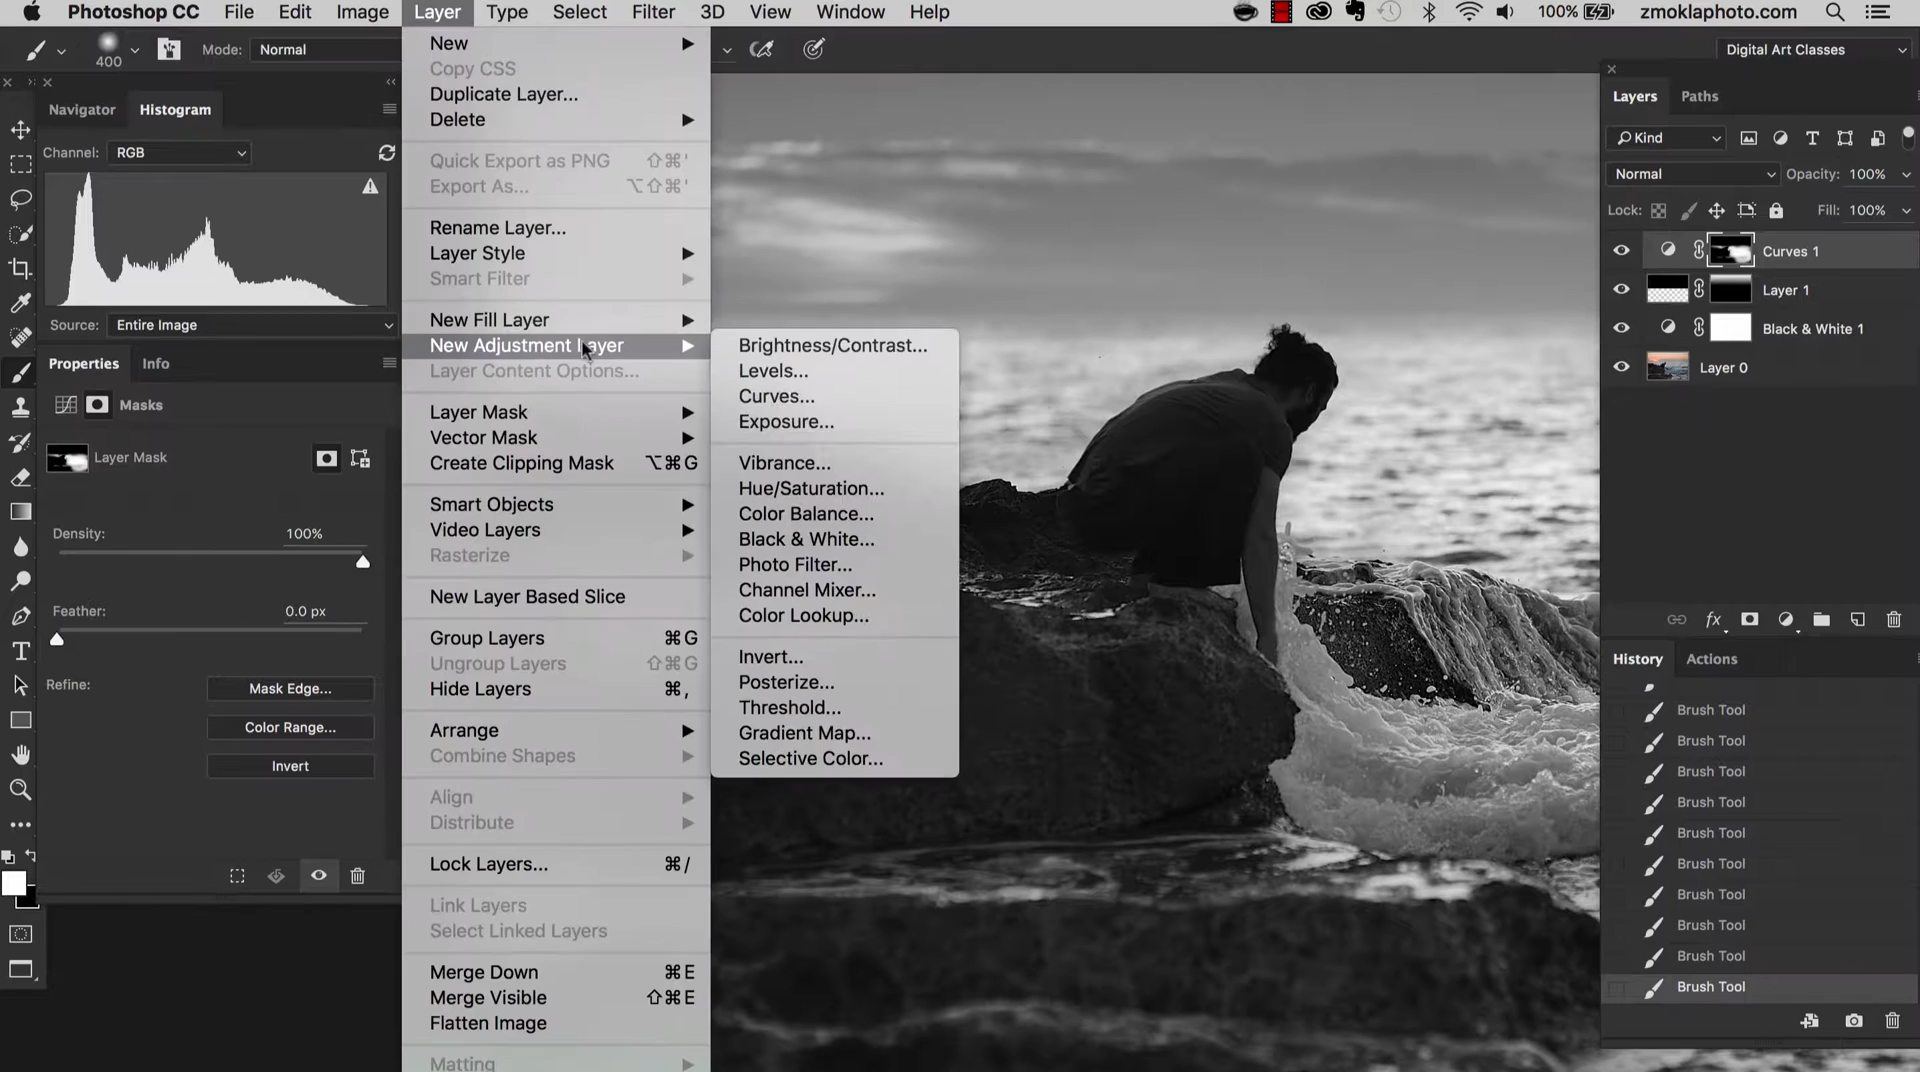 Photoshop CC File Edit Image Layer Type Select Filter 3D View Window Help 100% zmoklaphoto.com
400 Mode: Normal Digital Art Classes
Navigator Histogram
Channel: RGB
Source: Entire Image
Properties Info
Masks
Layer Mask
Density: 100%
Feather: 0.0 px
Refine: Mask Edge...
Color Range...
Invert
New
Copy CSS
Duplicate Layer...
Delete
Quick Export as PNG ⇧⌘'
Export As... ⌥⇧⌘'
Rename Layer...
Layer Style
Smart Filter
New Fill Layer
New Adjustment Layer
Layer Content Options...
Layer Mask
Vector Mask
Create Clipping Mask ⌥⌘G
Smart Objects
Video Layers
Rasterize
New Layer Based Slice
Group Layers ⌘G
Ungroup Layers ⇧⌘G
Hide Layers ⌘,
Arrange
Combine Shapes
Align
Distribute
Lock Layers... ⌘/
Link Layers
Select Linked Layers
Merge Down ⌘E
Merge Visible ⇧⌘E
Flatten Image
Matting
Brightness/Contrast...
Levels...
Curves...
Exposure...
Vibrance...
Hue/Saturation...
Color Balance...
Black & White...
Photo Filter...
Channel Mixer...
Color Lookup...
Invert...
Posterize...
Threshold...
Gradient Map...
Selective Color...
Layers Paths
Kind
Normal Opacity: 100%
Lock: Fill: 100%
Curves 1
Layer 1
Black & White 1
Layer 0
fx
History Actions
Brush Tool
Brush Tool
Brush Tool
Brush Tool
Brush Tool
Brush Tool
Brush Tool
Brush Tool
Brush Tool
Brush Tool